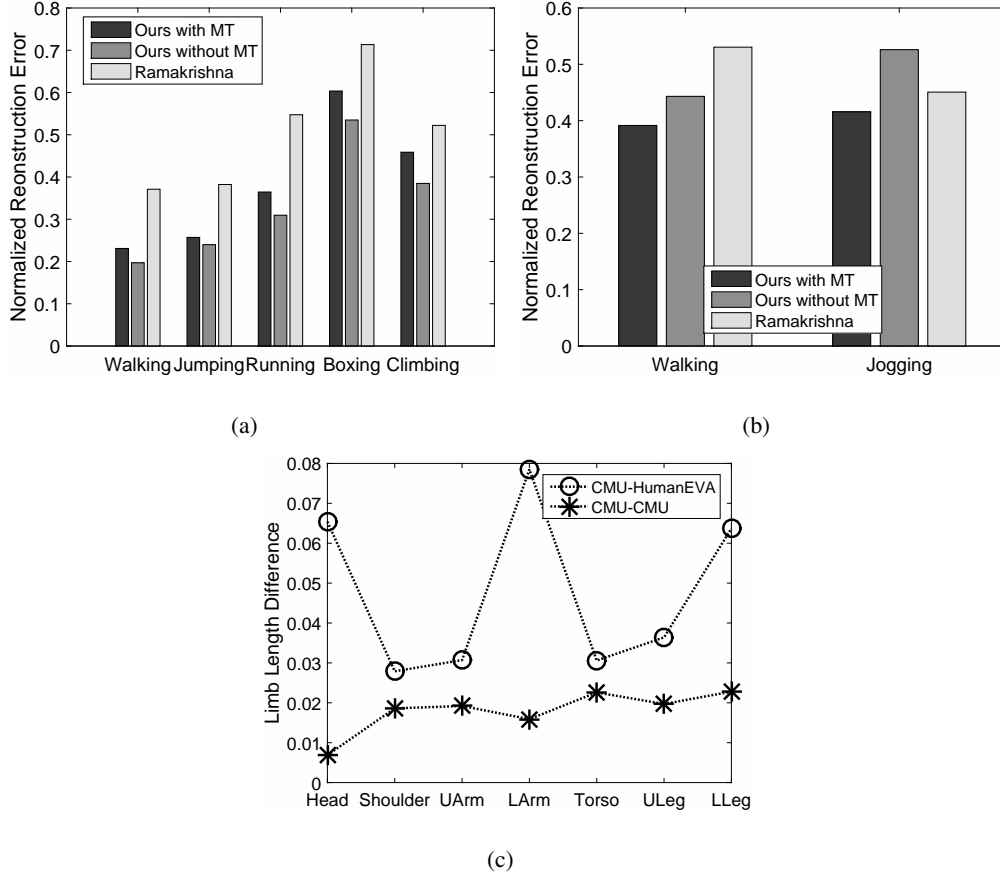 Normalized Reconstruction Error
0.8
0.7
0.6
0.5
0.4
0.3
0.2
0.1
0
Ours with MT
Ours without MT
Ramakrishna
Walking Jumping Running Boxing Climbing
(a)
Normalized Reconstruction Error
0.6
0.5
0.4
0.3
0.2
0.1
0
Ours with MT
Ours without MT
Ramakrishna
Walking Jogging
(b)
Limb Length Difference
0.08
0.07
0.06
0.05
0.04
0.03
0.02
0.01
0
CMU-HumanEVA
CMU-CMU
Head Shoulder UArm LArm Torso ULeg LLeg
(c)